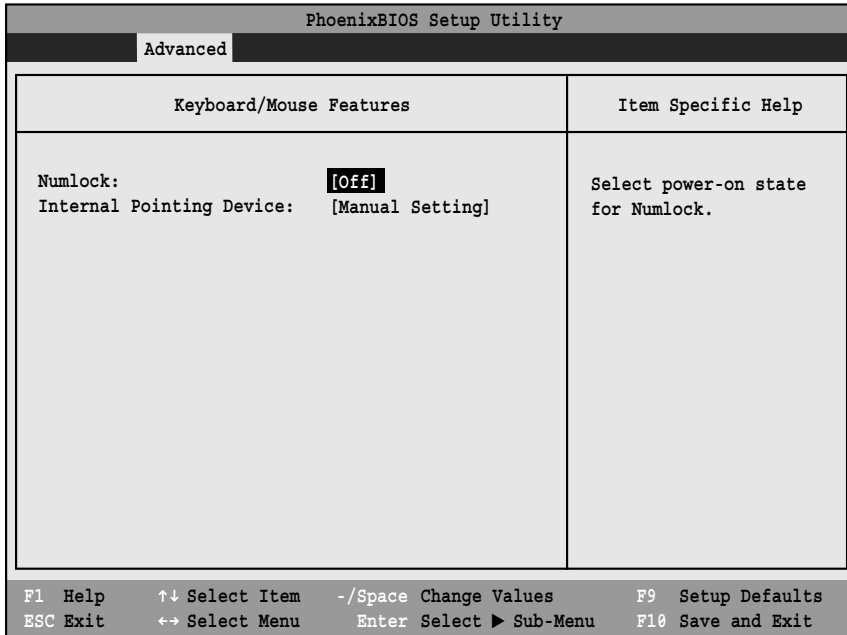 PhoenixBIOS Setup Utility
Advanced
Keyboard/Mouse Features
Item Specific Help
Numlock: [Off]
Internal Pointing Device: [Manual Setting]
Select power-on state
for Numlock.
F1 Help ↑↓ Select Item -/Space Change Values F9 Setup Defaults
ESC Exit ←→ Select Menu Enter Select ▶ Sub-Menu F10 Save and Exit